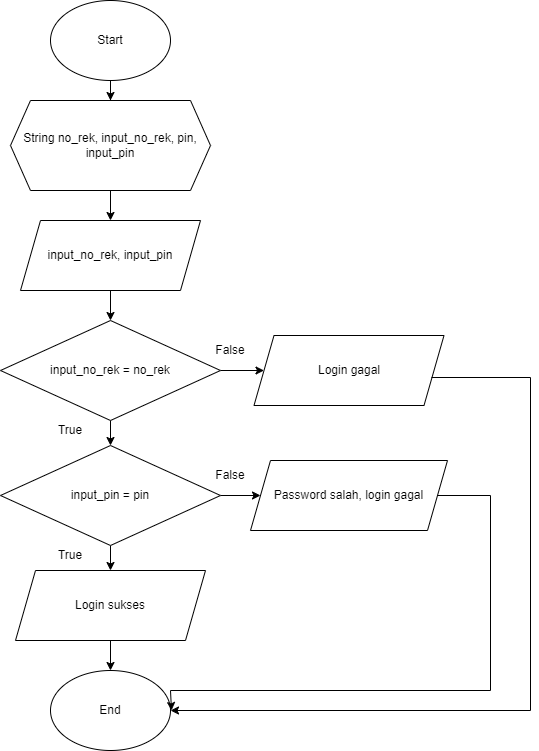 Start
String no_rek, input_no_rek, pin,
input_pin
input_no_rek, input_pin
input_no_rek = no_rek
False
Login gagal
True
input_pin = pin
False
Password salah, login gagal
True
Login sukses
End